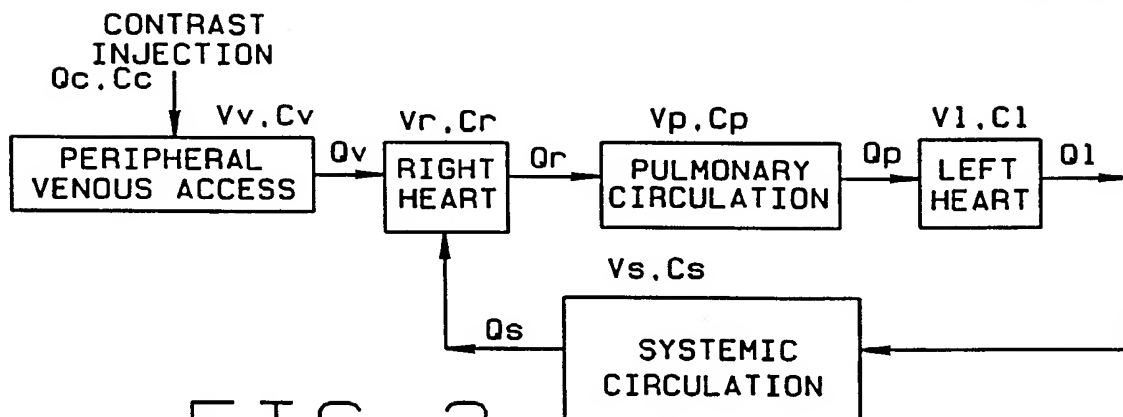 CONTRAST
INJECTION
Qc,Cc
Vv,Cv
PERIPHERAL
VENOUS ACCESS
Qv
Vr,Cr
RIGHT
HEART
Qr
Vp,Cp
PULMONARY
CIRCULATION
Qp
Vl,Cl
LEFT
HEART
Ql
Vs,Cs
SYSTEMIC
CIRCULATION
Qs